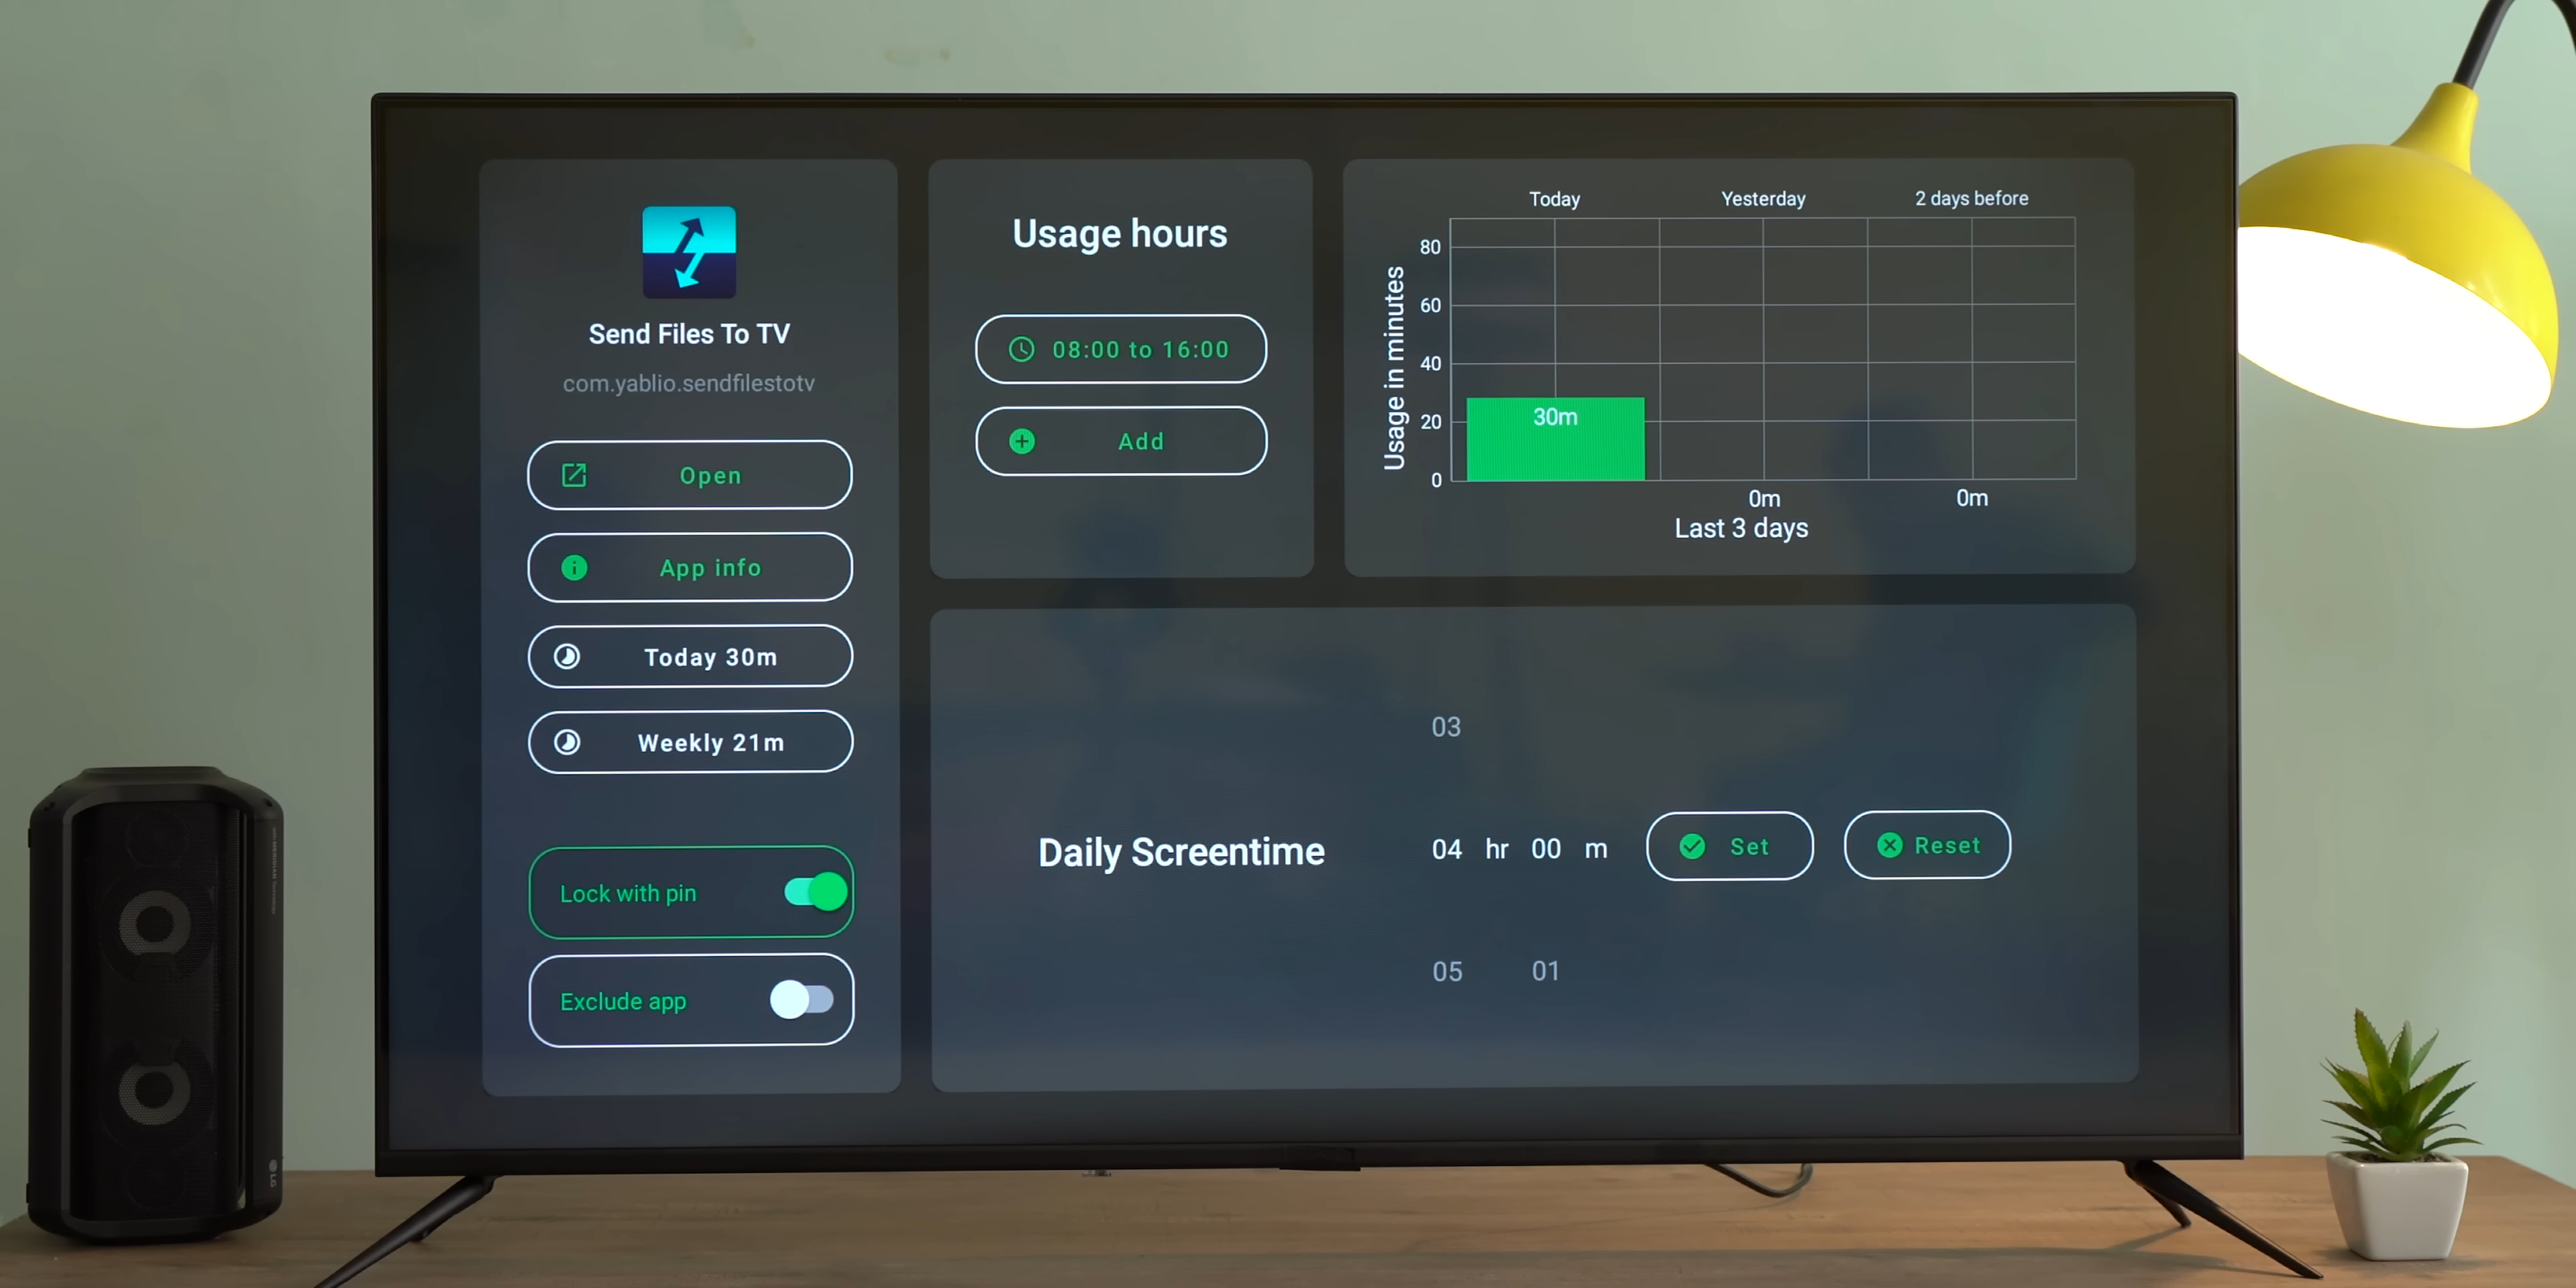 Send Files To TV
com.yablio.sendfilestotv
Open
App info
Today 30m
Weekly 21m
Lock with pin
Exclude app
Usage hours
08:00 to 16:00
Add
Today Yesterday 2 days before
Usage in minutes
80
60
40
20
0
30m
0m 0m
Last 3 days
03
Daily Screentime 04 hr 00 m Set Reset
05 01
LG